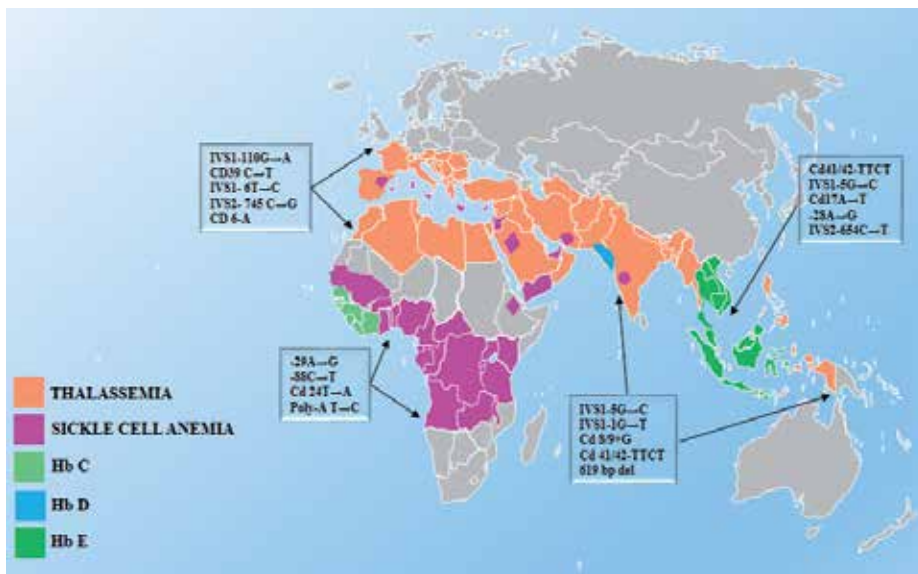 IVS1-110G→A
CD39 C→T
IVS1- 6T→C
IVS2- 745 C→G
CD 6-A
Cd41/42-TTCT
IVS1-5G→C
Cd17A→T
-28A→G
IVS2-654C→T
-29A→G
-88C→T
Cd 24T→A
Poly-A T→C
IVS1-5G→C
IVS1-1G→T
Cd 8/9+G
Cd 41/42-TTCT
619 bp del
THALASSEMIA
SICKLE CELL ANEMIA
Hb C
Hb D
Hb E